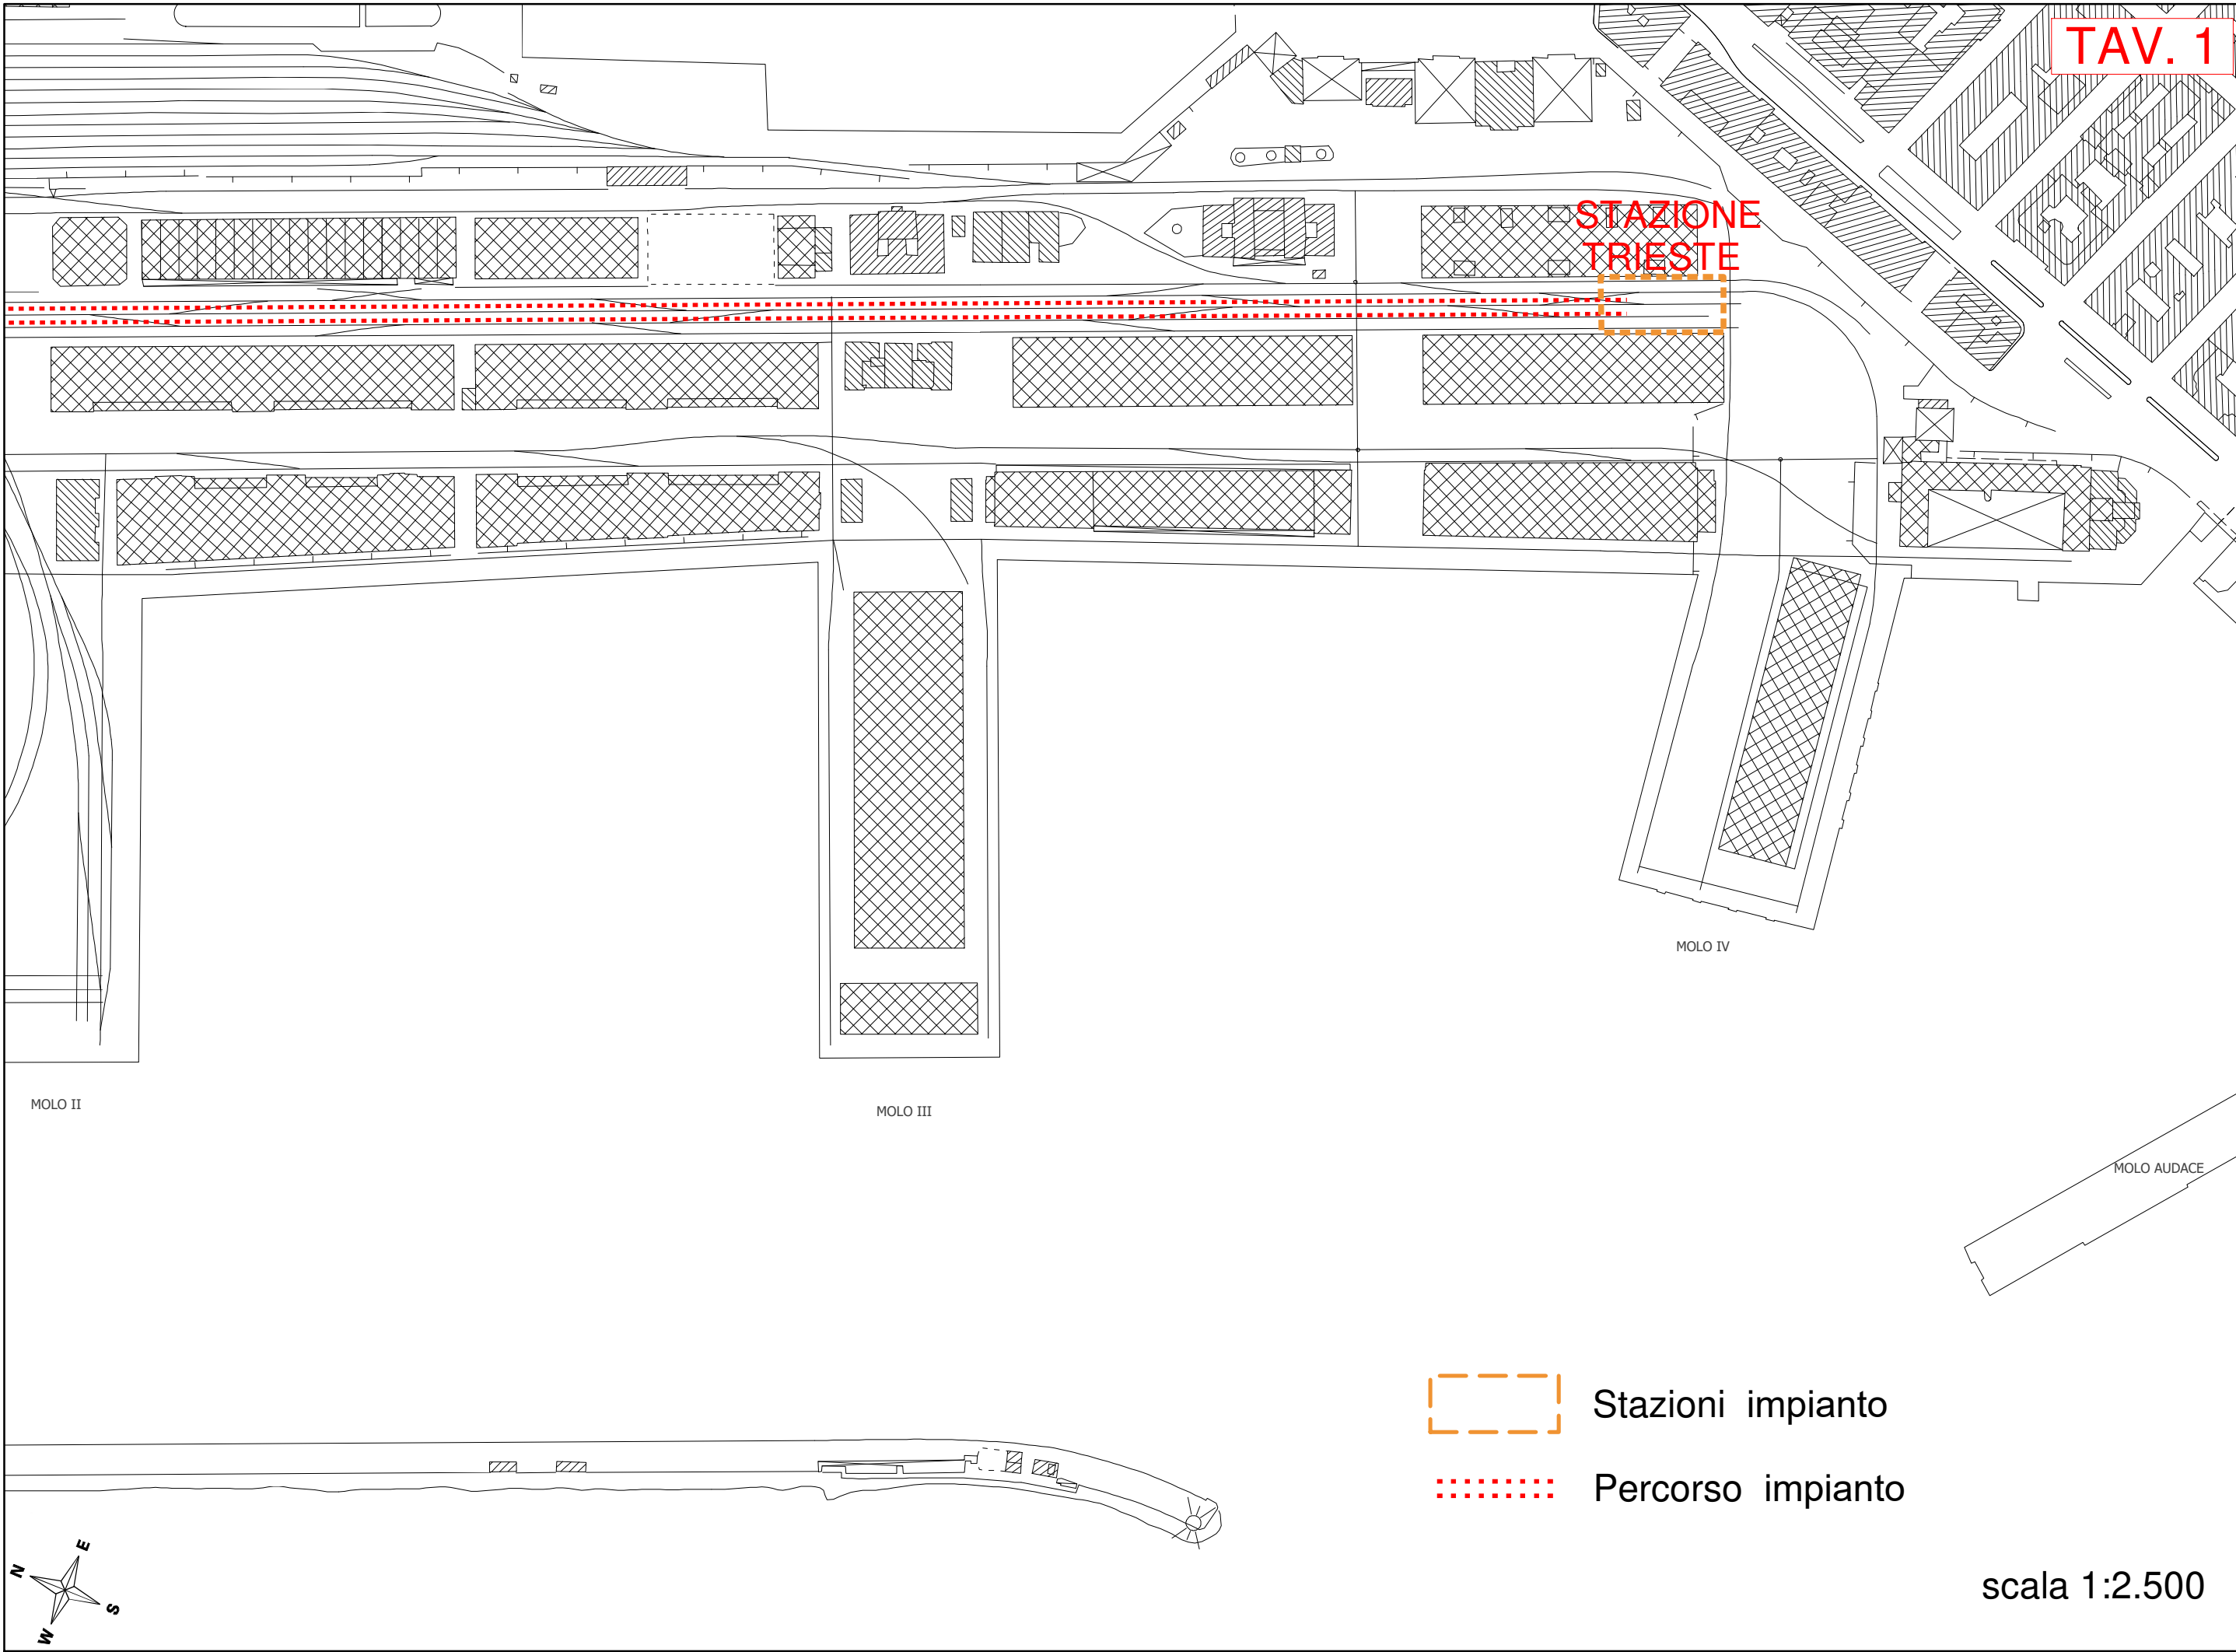 TAV. 1
STAZIONE
TRIESTE
MOLO IV
MOLO II
MOLO III
MOLO AUDACE
Stazioni impianto
Percorso impianto
N
E
S
W
scala 1:2.500